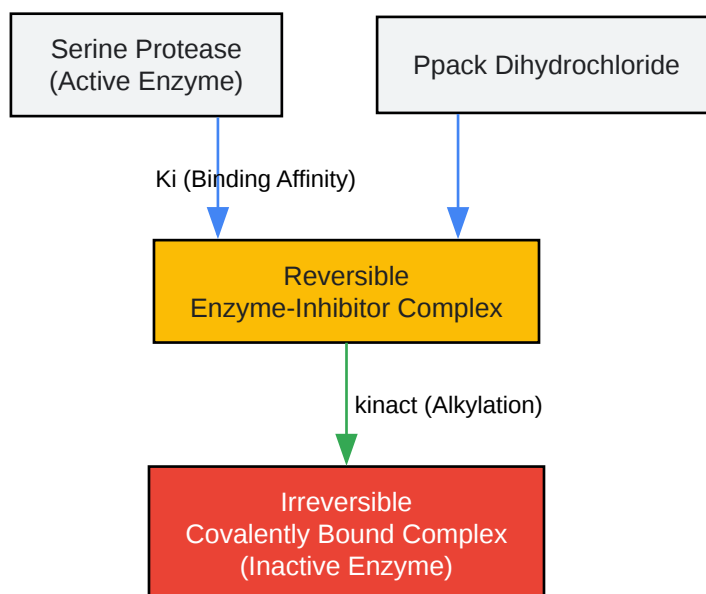 Serine Protease
(Active Enzyme)
Ppack Dihydrochloride
Ki (Binding Affinity)
Reversible
Enzyme-Inhibitor Complex
kinact (Alkylation)
Irreversible
Covalently Bound Complex
(Inactive Enzyme)